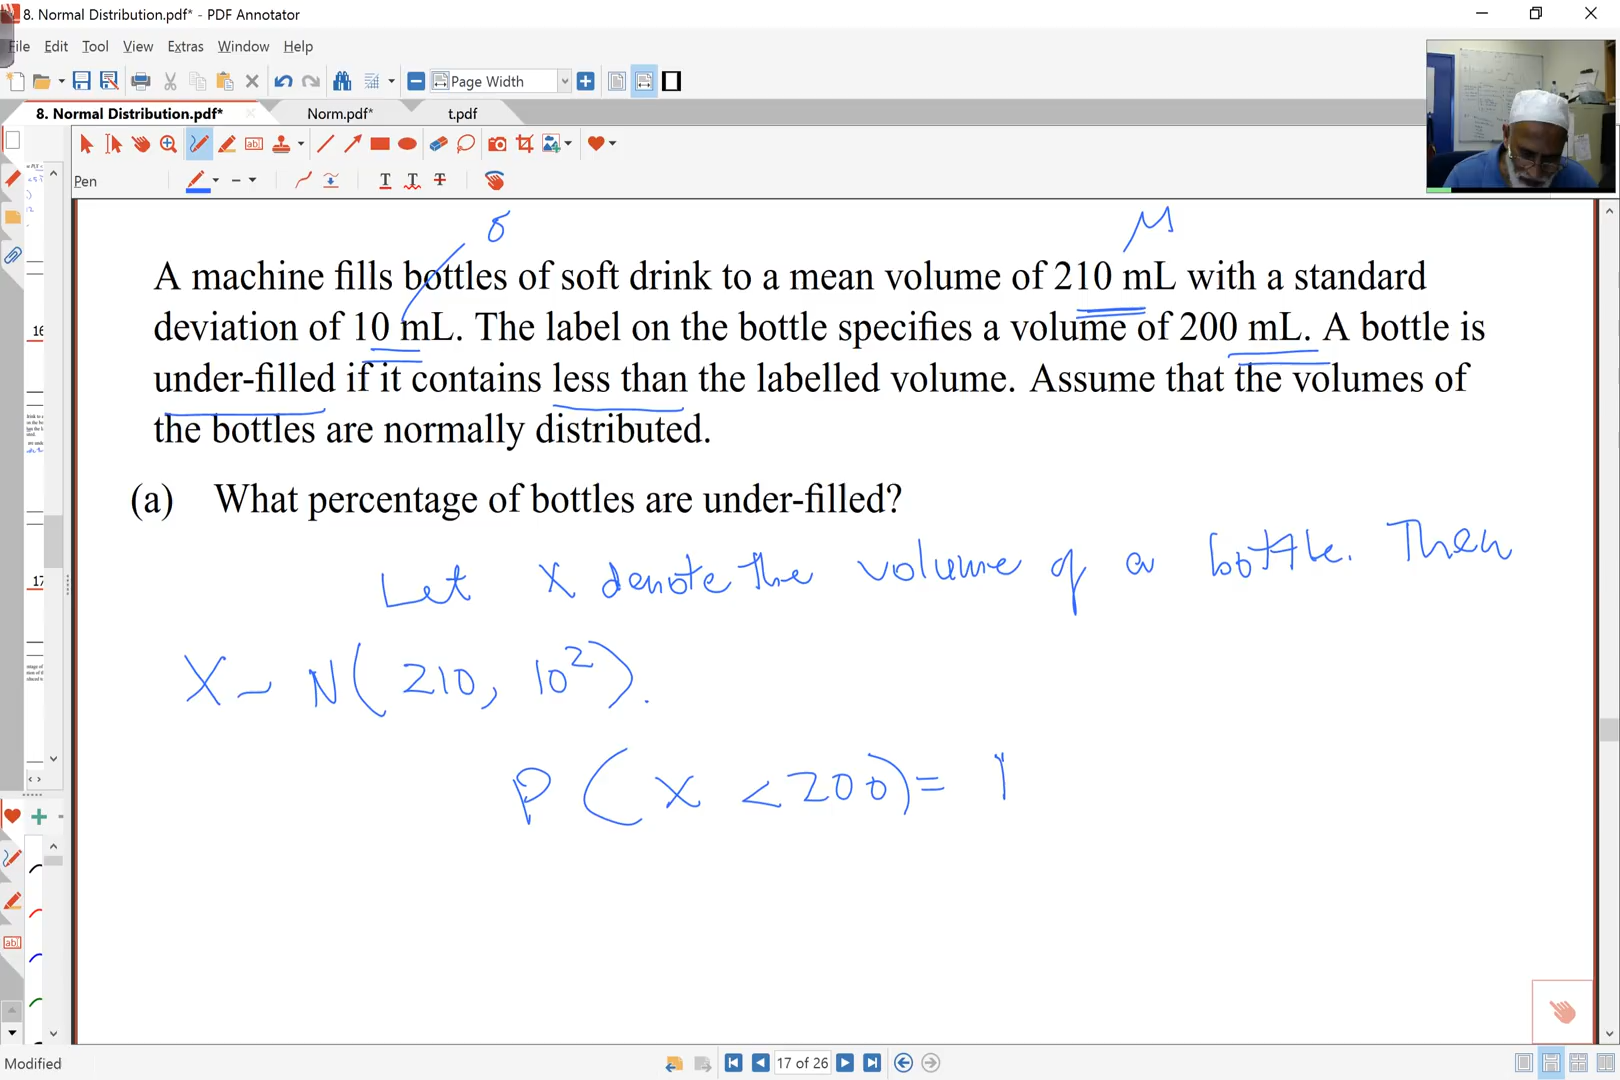 8. Normal Distribution.pdf* - PDF Annotator
File Edit Tool View Extras Window Help
Page Width
8. Normal Distribution.pdf* Norm.pdf* t.pdf
Pen
σ μ
A machine fills bottles of soft drink to a mean volume of 210 mL with a standard
deviation of 10 mL. The label on the bottle specifies a volume of 200 mL. A bottle is
under-filled if it contains less than the labelled volume. Assume that the volumes of
the bottles are normally distributed.
(a) What percentage of bottles are under-filled?
Let X denote the volume of a bottle. Then
X ~ N(210, 10²).
P(X < 200) =
16
17
Modified
17 of 26